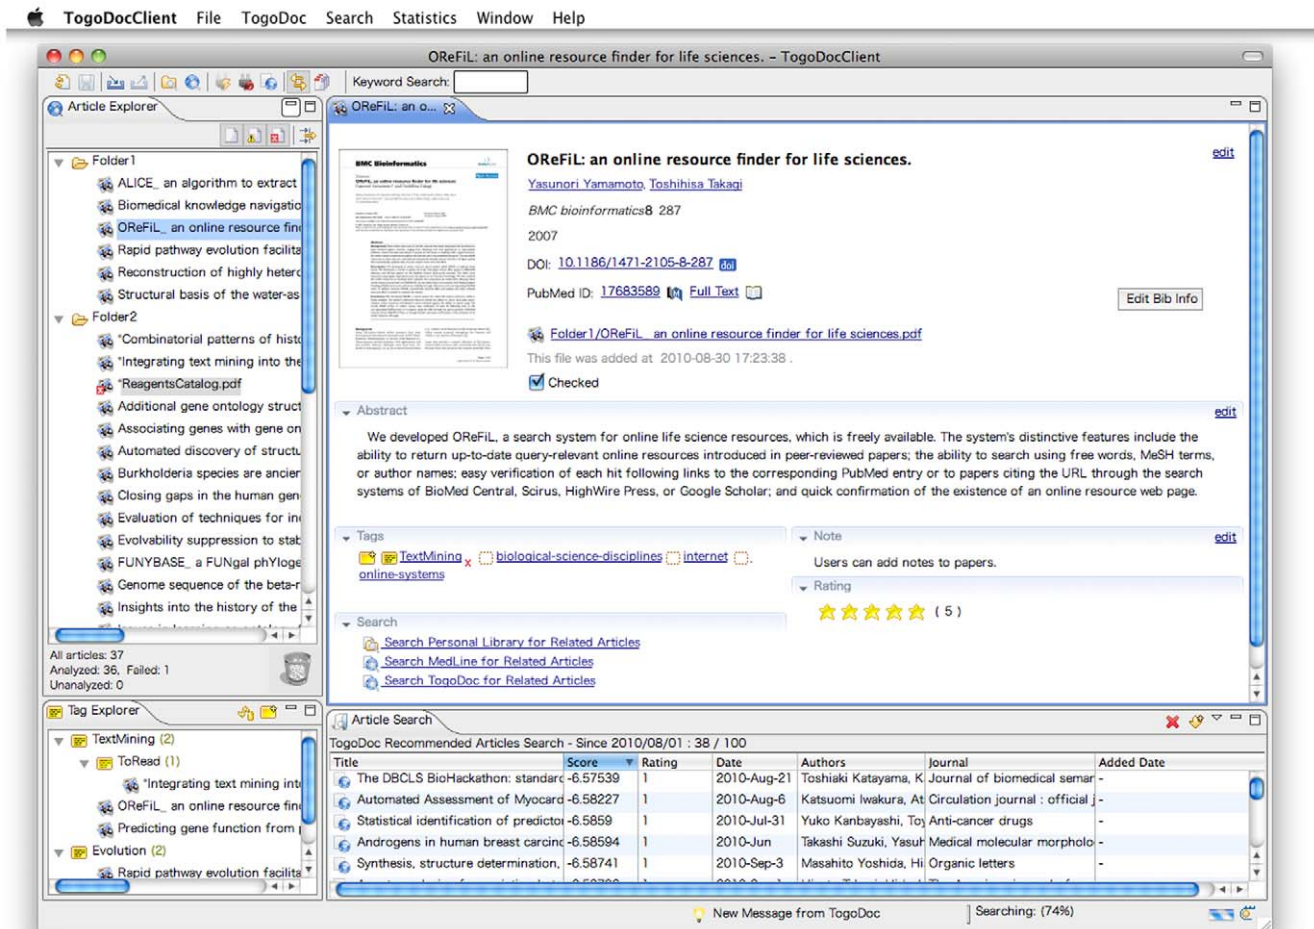 TogoDocClient File TogoDoc Search Statistics Window Help
OReFiL: an online resource finder for life sciences. – TogoDocClient
Keyword Search:
Article Explorer
Folder1
ALICE_ an algorithm to extract
Biomedical knowledge navigatio
OReFiL_ an online resource fin
Rapid pathway evolution facilita
Reconstruction of highly hetero
Structural basis of the water-as
Folder2
*Combinatorial patterns of histo
*Integrating text mining into the
*ReagentsCatalog.pdf
Additional gene ontology struct
Associating genes with gene on
Automated discovery of structu
Burkholderia species are ancier
Closing gaps in the human gen
Evaluation of techniques for in
Evolvability suppression to stab
FUNYBASE_ a FUNgal phYloge
Genome sequence of the beta-r
Insights into the history of the
All articles: 37
Analyzed: 36, Failed: 1
Unanalyzed: 0
OReFiL: an o...
BMC Bioinformatics
OReFiL: an online resource finder for life sciences.
edit
Yasunori Yamamoto, Toshihisa Takagi
BMC bioinformatics8 287
2007
DOI: 10.1186/1471-2105-8-287 doi
PubMed ID: 17683589 Full Text
Edit Bib Info
Folder1/OReFiL_ an online resource finder for life sciences.pdf
This file was added at 2010-08-30 17:23:38 .
Checked
Abstract
edit
We developed OReFiL, a search system for online life science resources, which is freely available. The system's distinctive features include the
ability to return up-to-date query-relevant online resources introduced in peer-reviewed papers; the ability to search using free words, MeSH terms,
or author names; easy verification of each hit following links to the corresponding PubMed entry or to papers citing the URL through the search
systems of BioMed Central, Scirus, HighWire Press, or Google Scholar; and quick confirmation of the existence of an online resource web page.
Tags
TextMining x biological-science-disciplines internet
online-systems
Note
edit
Users can add notes to papers.
Rating
( 5 )
Search
Search Personal Library for Related Articles
Search MedLine for Related Articles
Search TogoDoc for Related Articles
Tag Explorer
TextMining (2)
ToRead (1)
*Integrating text mining into
OReFiL_ an online resource fin
Predicting gene function from
Evolution (2)
Rapid pathway evolution facilita
Article Search
TogoDoc Recommended Articles Search - Since 2010/08/01 : 38 / 100
Title Score Rating Date Authors Journal Added Date
The DBCLS BioHackathon: standard -6.57539 1 2010-Aug-21 Toshiaki Katayama, K Journal of biomedical semar -
Automated Assessment of Myocard -6.58227 1 2010-Aug-6 Katsuomi Iwakura, At Circulation journal : official j -
Statistical identification of predictor -6.5859 1 2010-Jul-31 Yuko Kanbayashi, Toy Anti-cancer drugs -
Androgens in human breast carcino -6.58594 1 2010-Jun Takashi Suzuki, Yasuh Medical molecular morpholo -
Synthesis, structure determination, -6.58741 1 2010-Sep-3 Masahito Yoshida, Hi Organic letters -
New Message from TogoDoc
Searching: (74%)